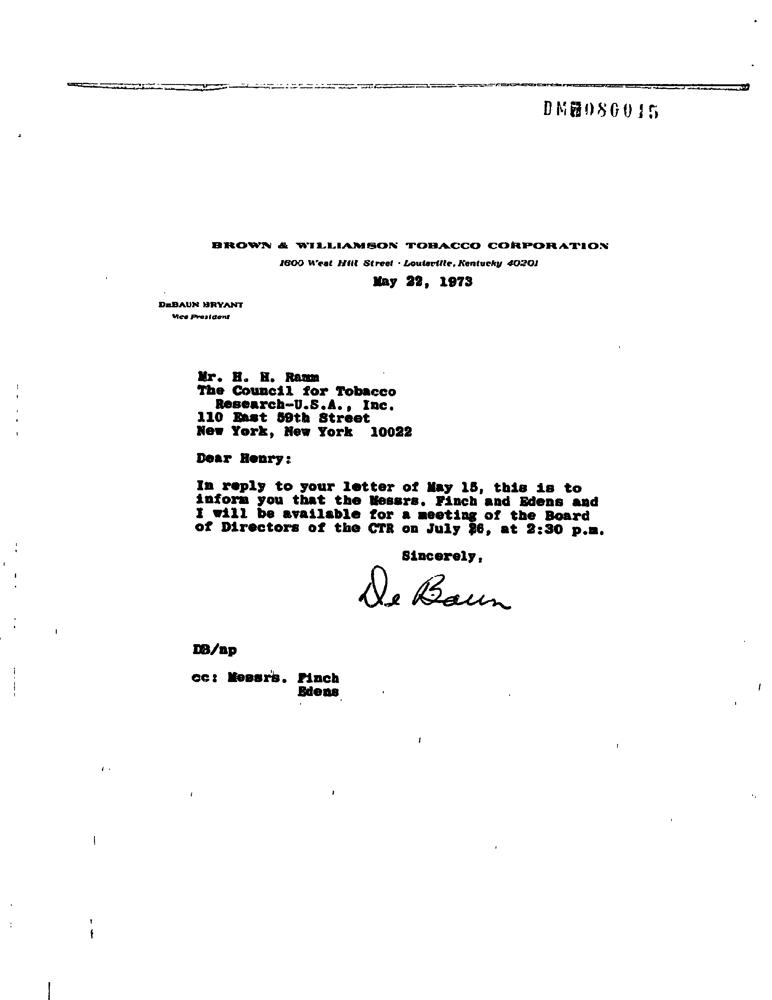 BROWN & WILLIAMSON TOBACCO CORPORATION
1600 West Hill Street · Louisville, Kentucky 40201
May 22, 1973
DeBAUN BRYANT
Vice President
Mr. H. H. Ramm
The Council for Tobacco
Research-U.S.A., Inc.
110 East 59th Street
New York, New York 10022
Dear Henry:
In reply to your letter of May 15, this is to
inform you that the Messrs. Finch and Edens and
I will be available for a meeting of the Board
of Directors of the CTR on July 26, at 2:30 p.m.
Sincerely,
De Baun
DB/np
cc: Messrs. Finch
Edens